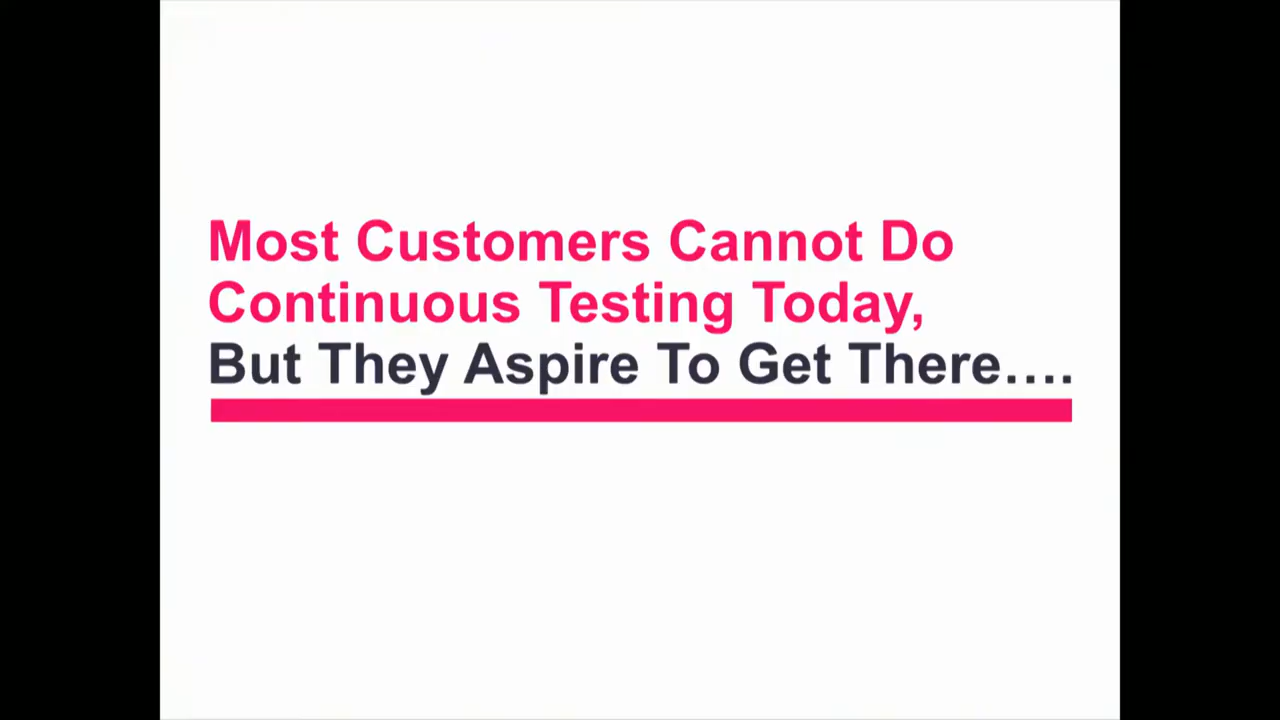 Most Customers Cannot Do
Continuous Testing Today,
But They Aspire To Get There….